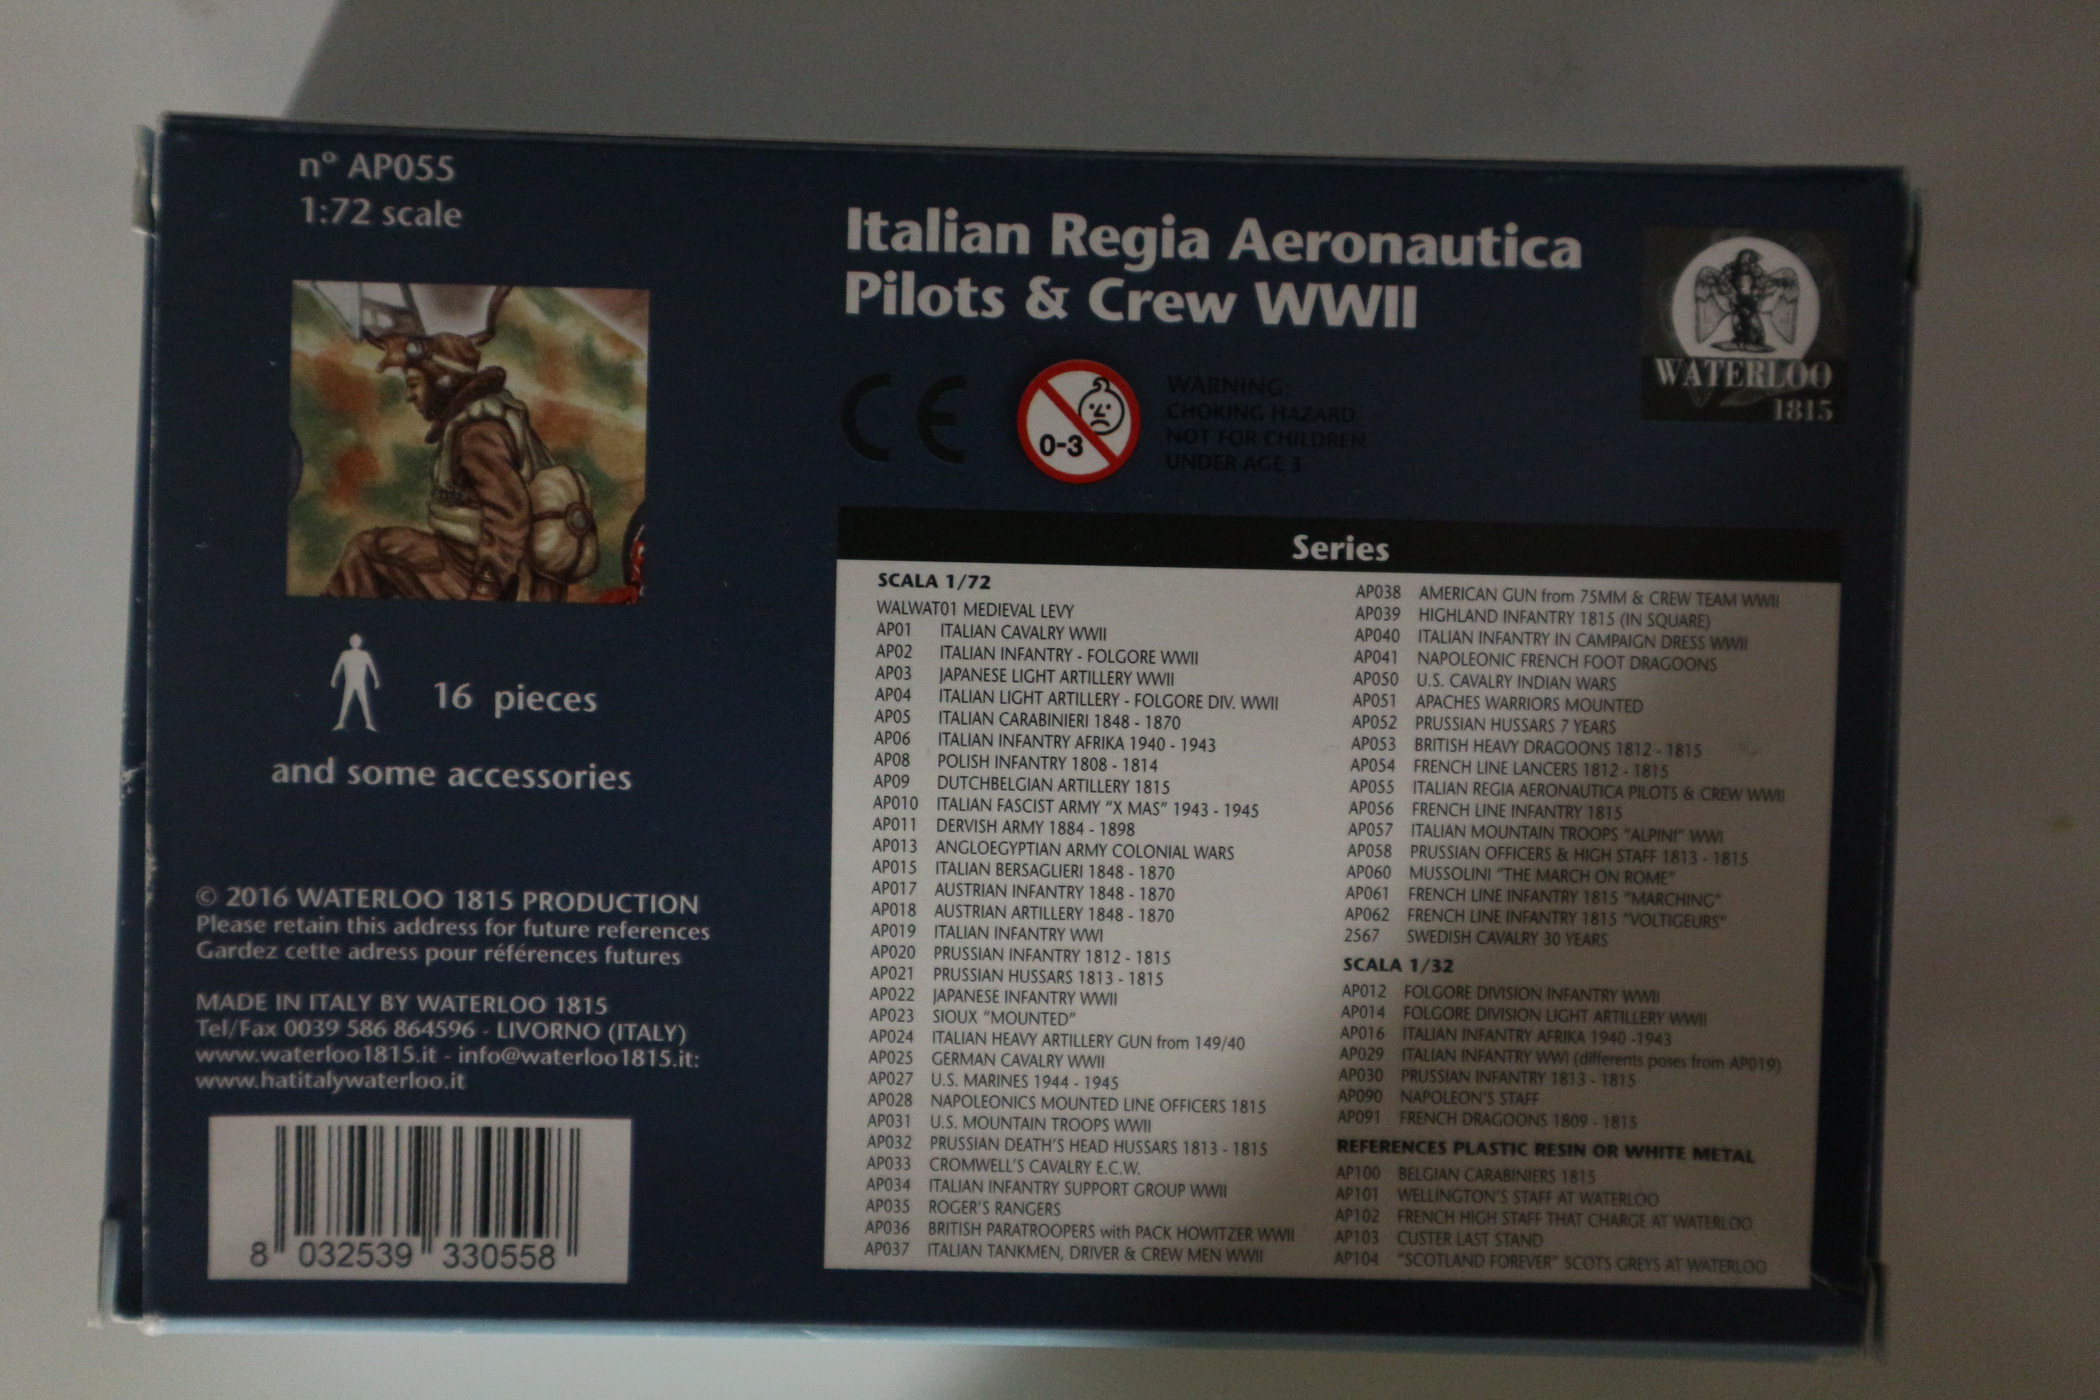 n° AP055
1:72 scale
Italian Regia Aeronautica
Pilots & Crew WWII
WATERLOO
1815
CE
0-3
WARNING:
CHOKING HAZARD
NOT FOR CHILDREN
UNDER AGE 3
16 pieces
and some accessories
© 2016 WATERLOO 1815 PRODUCTION
Please retain this address for future references
Gardez cette adress pour références futures
MADE IN ITALY BY WATERLOO 1815
Tel/Fax 0039 586 864596 - LIVORNO (ITALY)
www.waterloo1815.it - info@waterloo1815.it:
www.hatitalywaterloo.it
8 032539 330558
Series
SCALA 1/72
WALWAT01 MEDIEVAL LEVY
AP01 ITALIAN CAVALRY WWII
AP02 ITALIAN INFANTRY - FOLGORE WWII
AP03 JAPANESE LIGHT ARTILLERY WWII
AP04 ITALIAN LIGHT ARTILLERY - FOLGORE DIV. WWII
AP05 ITALIAN CARABINIERI 1848 - 1870
AP06 ITALIAN INFANTRY AFRIKA 1940 - 1943
AP08 POLISH INFANTRY 1808 - 1814
AP09 DUTCHBELGIAN ARTILLERY 1815
AP010 ITALIAN FASCIST ARMY "X MAS" 1943 - 1945
AP011 DERVISH ARMY 1884 - 1898
AP013 ANGLOEGYPTIAN ARMY COLONIAL WARS
AP015 ITALIAN BERSAGLIERI 1848 - 1870
AP017 AUSTRIAN INFANTRY 1848 - 1870
AP018 AUSTRIAN ARTILLERY 1848 - 1870
AP019 ITALIAN INFANTRY WWI
AP020 PRUSSIAN INFANTRY 1812 - 1815
AP021 PRUSSIAN HUSSARS 1813 - 1815
AP022 JAPANESE INFANTRY WWII
AP023 SIOUX "MOUNTED"
AP024 ITALIAN HEAVY ARTILLERY GUN from 149/40
AP025 GERMAN CAVALRY WWII
AP027 U.S. MARINES 1944 - 1945
AP028 NAPOLEONICS MOUNTED LINE OFFICERS 1815
AP031 U.S. MOUNTAIN TROOPS WWII
AP032 PRUSSIAN DEATH'S HEAD HUSSARS 1813 - 1815
AP033 CROMWELL'S CAVALRY E.C.W.
AP034 ITALIAN INFANTRY SUPPORT GROUP WWII
AP035 ROGER'S RANGERS
AP036 BRITISH PARATROOPERS with PACK HOWITZER WWII
AP037 ITALIAN TANKMEN, DRIVER & CREW MEN WWII
AP038 AMERICAN GUN from 75MM & CREW TEAM WWII
AP039 HIGHLAND INFANTRY 1815 (IN SQUARE)
AP040 ITALIAN INFANTRY IN CAMPAIGN DRESS WWII
AP041 NAPOLEONIC FRENCH FOOT DRAGOONS
AP050 U.S. CAVALRY INDIAN WARS
AP051 APACHES WARRIORS MOUNTED
AP052 PRUSSIAN HUSSARS 7 YEARS
AP053 BRITISH HEAVY DRAGOONS 1812 - 1815
AP054 FRENCH LINE LANCERS 1812 - 1815
AP055 ITALIAN REGIA AERONAUTICA PILOTS & CREW WWII
AP056 FRENCH LINE INFANTRY 1815
AP057 ITALIAN MOUNTAIN TROOPS "ALPINI" WWI
AP058 PRUSSIAN OFFICERS & HIGH STAFF 1813 - 1815
AP060 MUSSOLINI "THE MARCH ON ROME"
AP061 FRENCH LINE INFANTRY 1815 "MARCHING"
AP062 FRENCH LINE INFANTRY 1815 "VOLTIGEURS"
2567 SWEDISH CAVALRY 30 YEARS
SCALA 1/32
AP012 FOLGORE DIVISION INFANTRY WWII
AP014 FOLGORE DIVISION LIGHT ARTILLERY WWII
AP016 ITALIAN INFANTRY AFRIKA 1940 -1943
AP029 ITALIAN INFANTRY WWI (differents poses from AP019)
AP030 PRUSSIAN INFANTRY 1813 - 1815
AP090 NAPOLEON'S STAFF
AP091 FRENCH DRAGOONS 1809 - 1815
REFERENCES PLASTIC RESIN OR WHITE METAL
AP100 BELGIAN CARABINIERS 1815
AP101 WELLINGTON'S STAFF AT WATERLOO
AP102 FRENCH HIGH STAFF THAT CHARGE AT WATERLOO
AP103 CUSTER LAST STAND
AP104 "SCOTLAND FOREVER" SCOTS GREYS AT WATERLOO